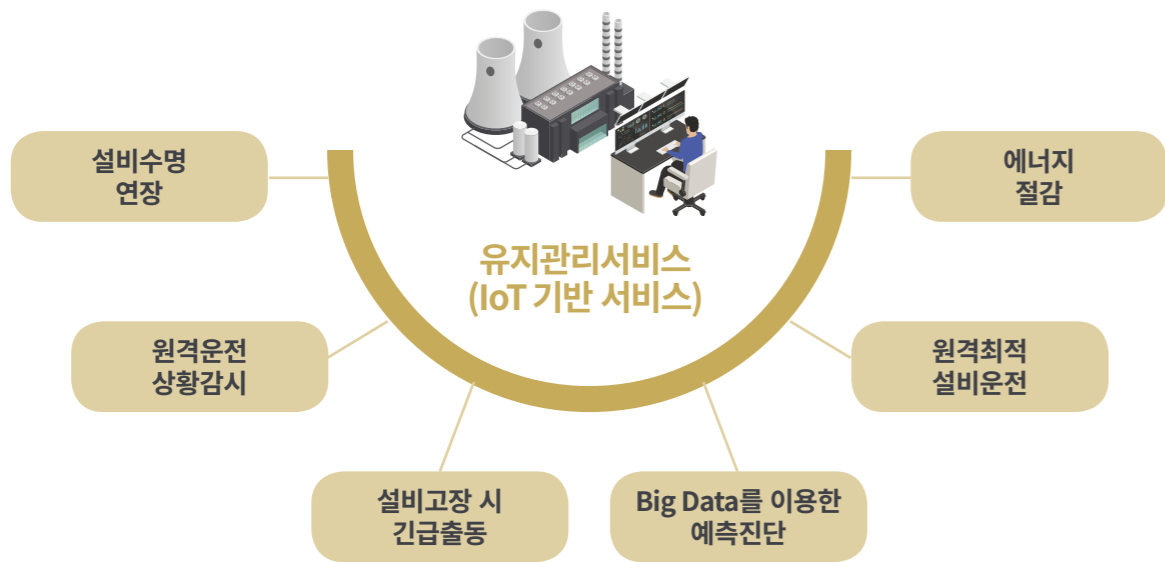 유지관리서비스
(IoT 기반 서비스)
설비수명
연장
원격운전
상황감시
설비고장 시
긴급출동
Big Data를 이용한
예측진단
원격최적
설비운전
에너지
절감